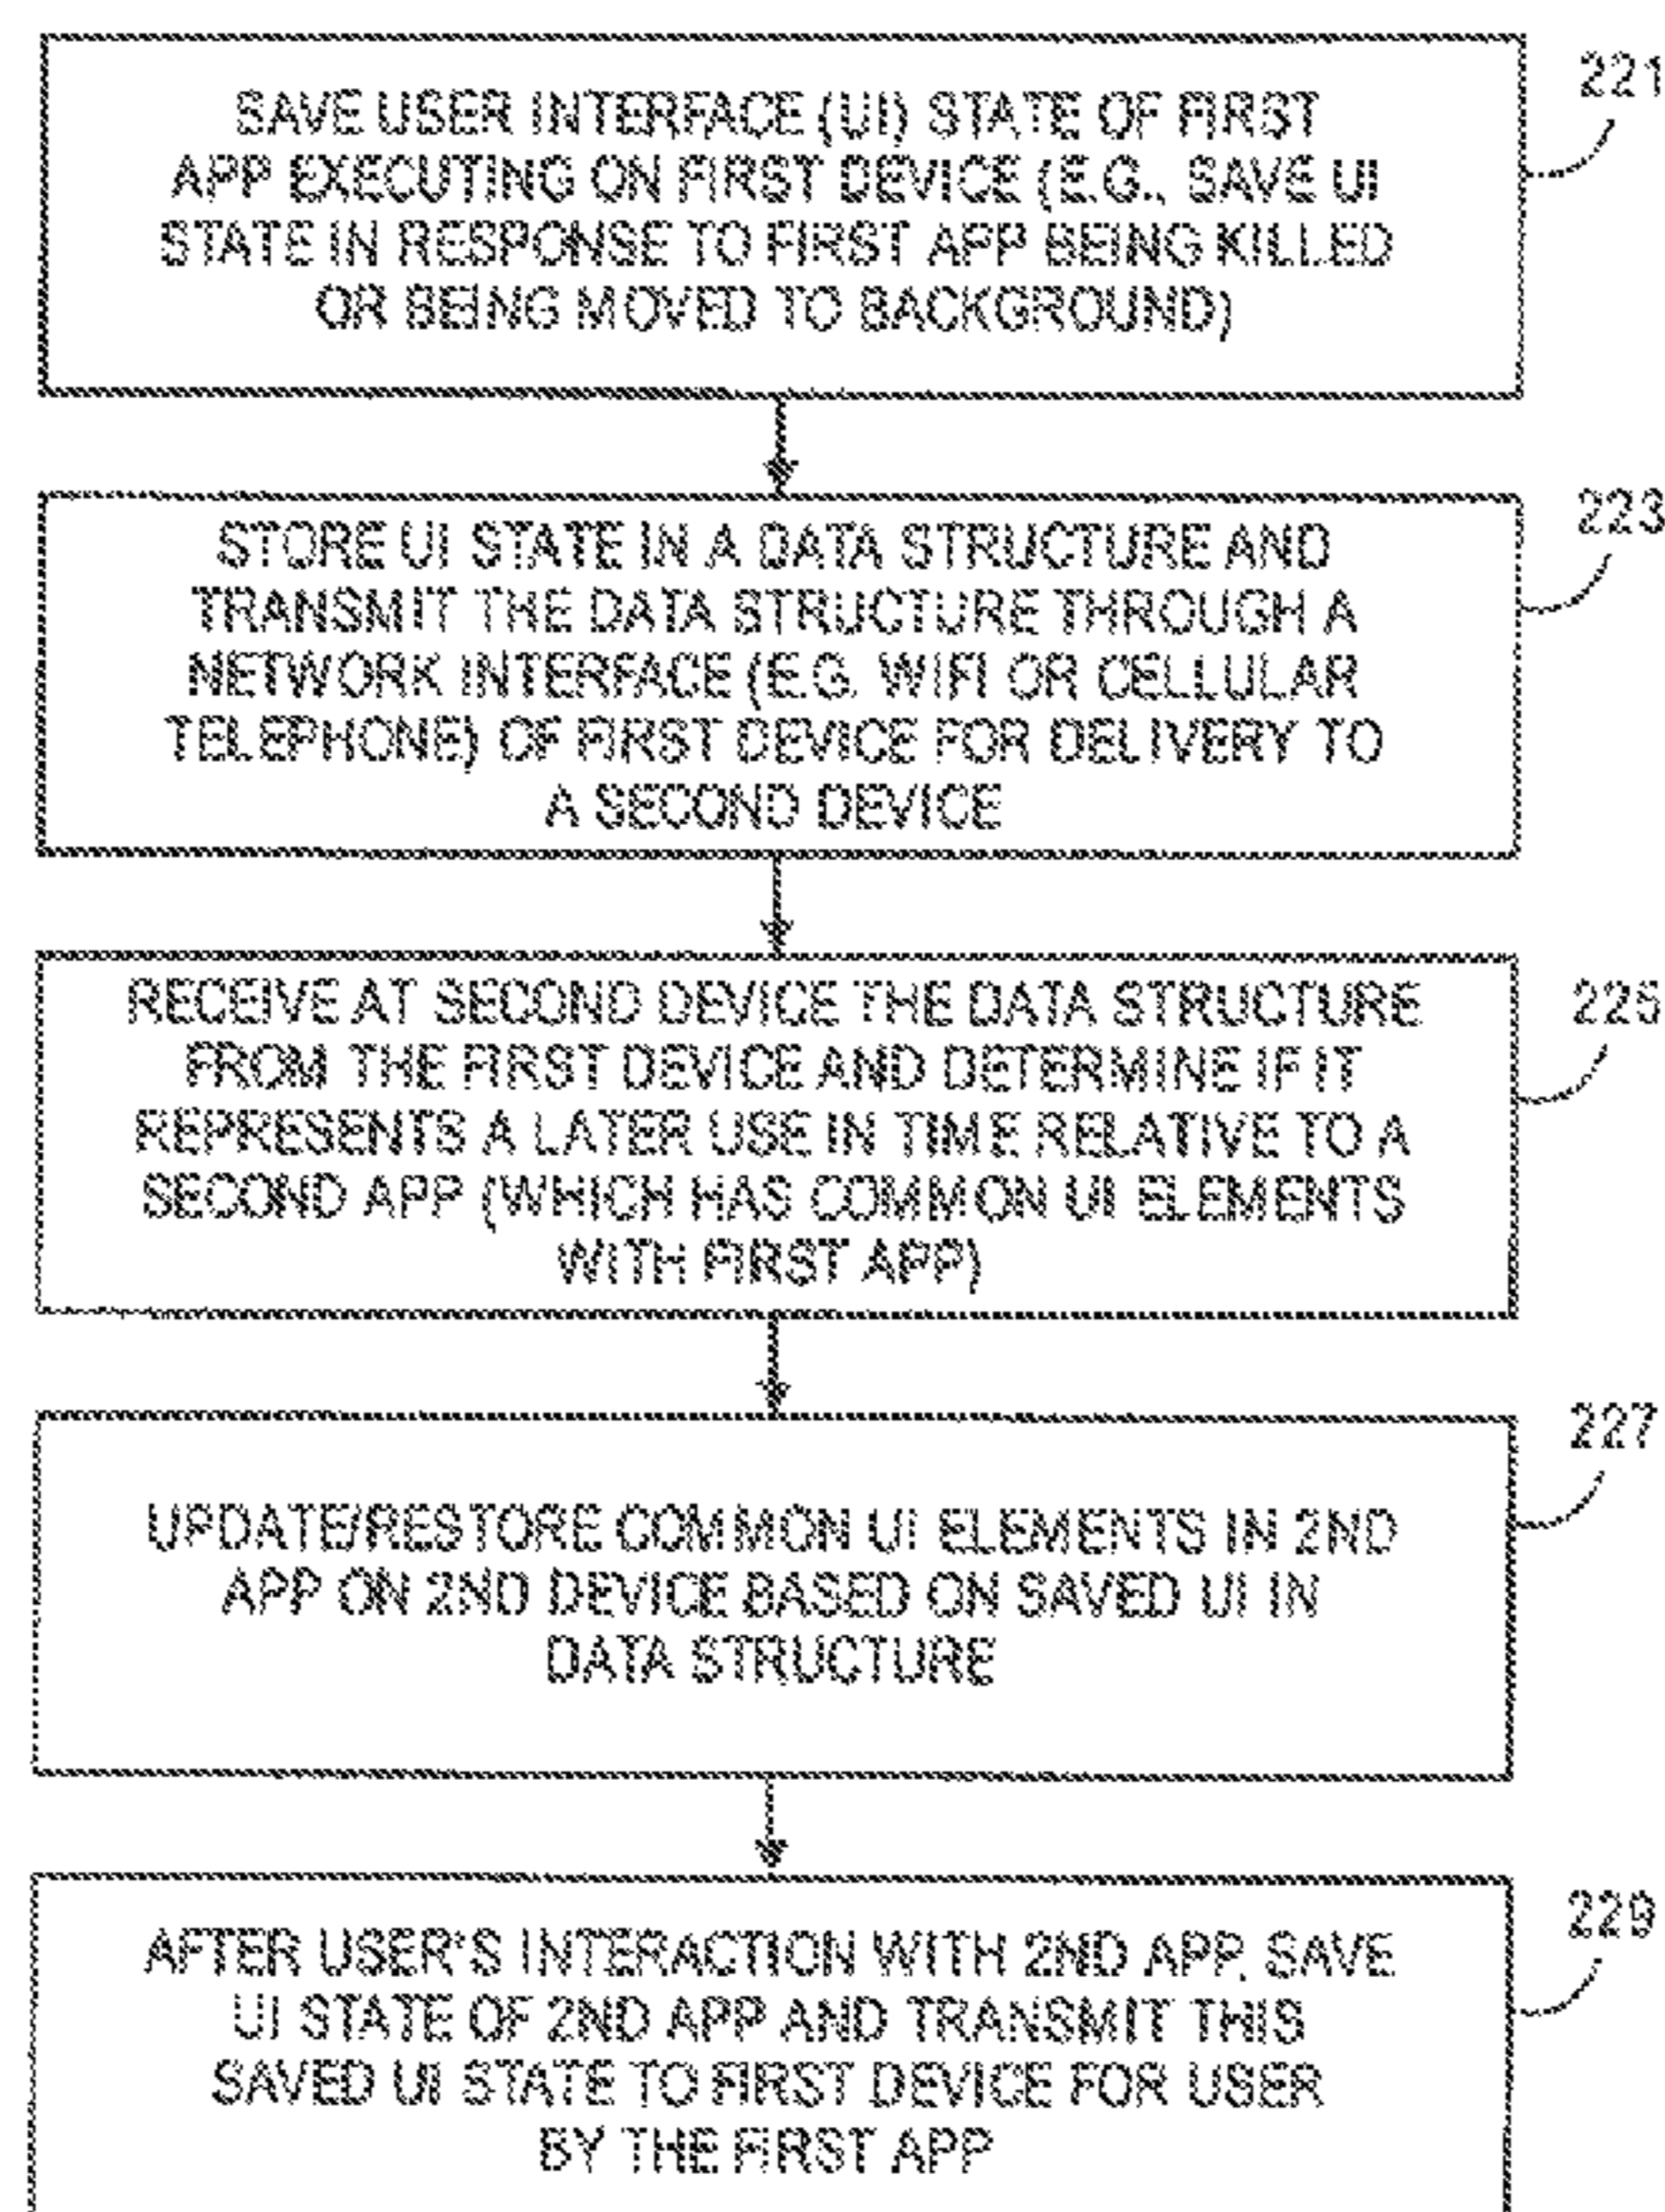 SAVE USER INTERFACE (UI) STATE OF FIRST
APP EXECUTING ON FIRST DEVICE (E.G., SAVE UI
STATE IN RESPONSE TO FIRST APP BEING KILLED
OR BEING MOVED TO BACKGROUND)
221
STORE UI STATE IN A DATA STRUCTURE AND
TRANSMIT THE DATA STRUCTURE THROUGH A
NETWORK INTERFACE (E.G. WIFI OR CELLULAR
TELEPHONE) OF FIRST DEVICE FOR DELIVERY TO
A SECOND DEVICE
223
RECEIVE AT SECOND DEVICE THE DATA STRUCTURE
FROM THE FIRST DEVICE AND DETERMINE IF IT
REPRESENTS A LATER USE IN TIME RELATIVE TO A
SECOND APP (WHICH HAS COMMON UI ELEMENTS
WITH FIRST APP)
225
UPDATE/RESTORE COMMON UI ELEMENTS IN 2ND
APP ON 2ND DEVICE BASED ON SAVED UI IN
DATA STRUCTURE
227
AFTER USER'S INTERACTION WITH 2ND APP, SAVE
UI STATE OF 2ND APP AND TRANSMIT THIS
SAVED UI STATE TO FIRST DEVICE FOR USER
BY THE FIRST APP
229